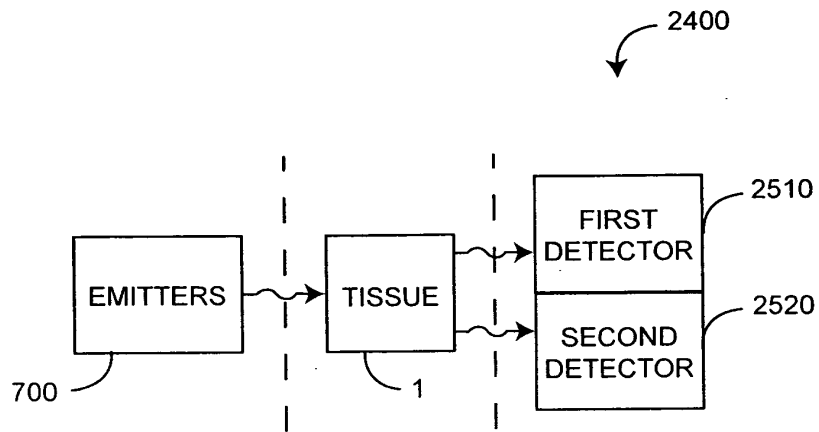 2400
2510
FIRST
DETECTOR
EMITTERS
TISSUE
2520
SECOND
DETECTOR
700
1